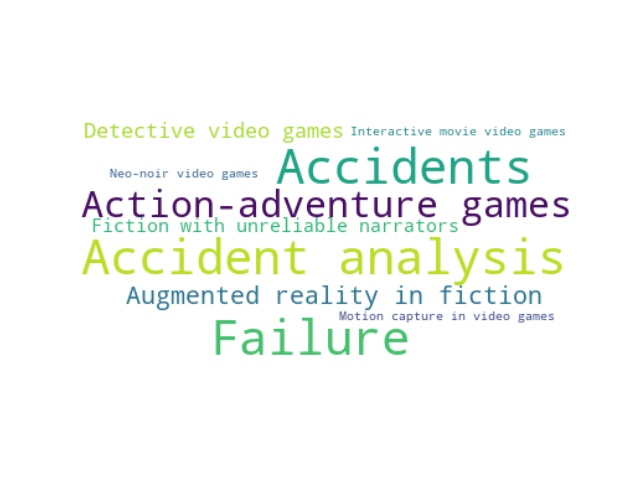 Detective video games
Interactive movie video games
Accidents
Neo-noir video games
Action-adventure games
Fiction with unreliable narrators
Accident analysis
Augmented reality in fiction
Motion capture in video games
Failure